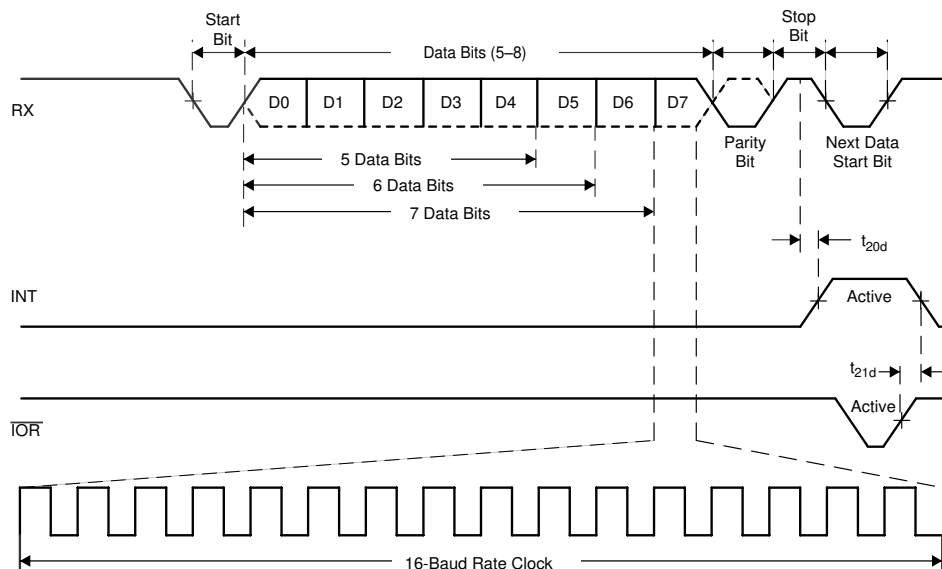 Start
Bit
Data Bits (5–8)
Stop
Bit
RX
D0 D1 D2 D3 D4 D5 D6 D7
Parity
Bit
Next Data
Start Bit
5 Data Bits
6 Data Bits
7 Data Bits
t20d
INT
Active
t21d
Active
IOR
16-Baud Rate Clock